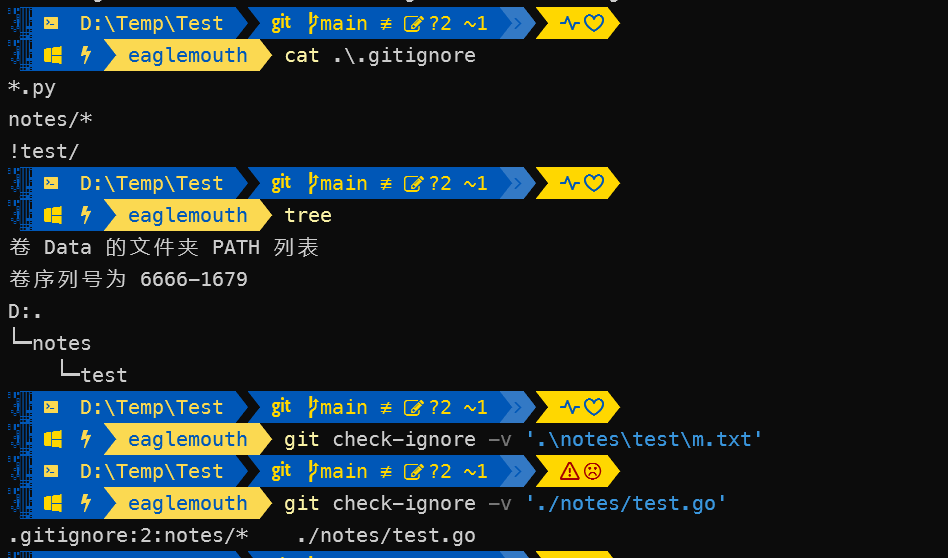 D:\Temp\Test git main ≢ ?2 ~1
eaglemouth cat .\.gitignore
*.py
notes/*
!test/
D:\Temp\Test git main ≢ ?2 ~1
eaglemouth tree
卷 Data 的文件夹 PATH 列表
卷序列号为 6666-1679
D:.
└─notes
    └─test
D:\Temp\Test git main ≢ ?2 ~1
eaglemouth git check-ignore -v '.\notes\test\m.txt'
D:\Temp\Test git main ≢ ?2 ~1
eaglemouth git check-ignore -v './notes/test.go'
.gitignore:2:notes/*    ./notes/test.go